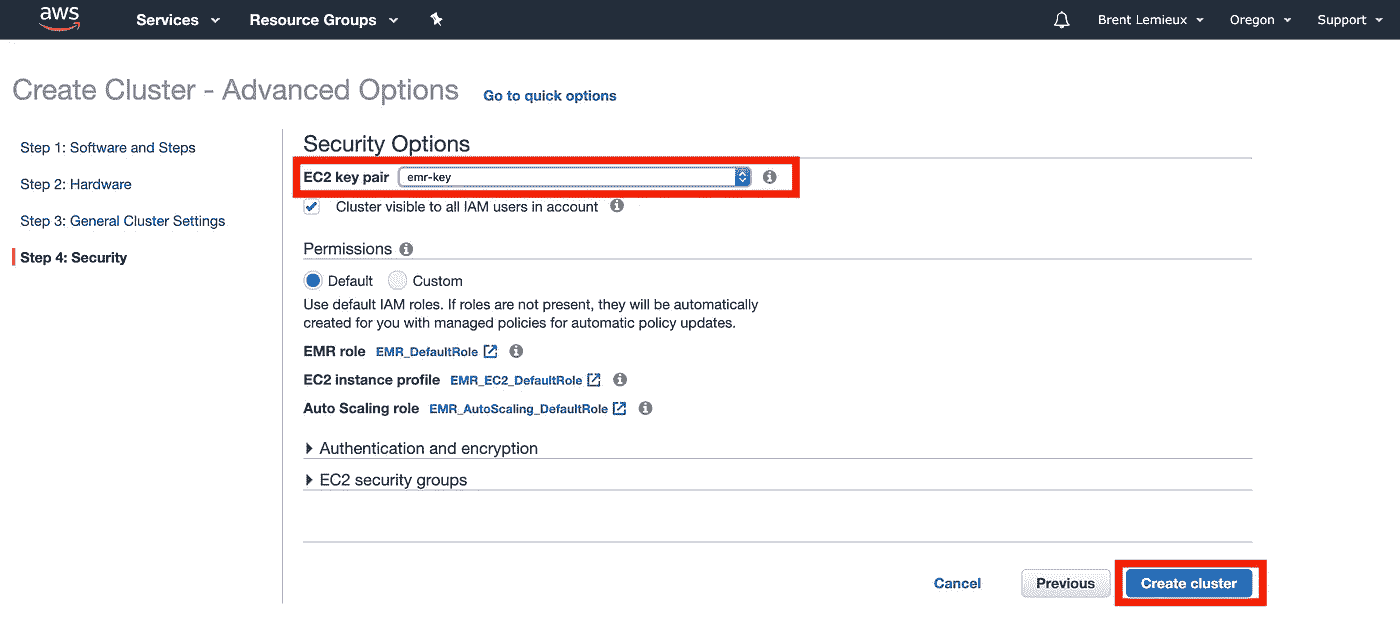 aws Services Resource Groups Brent Lemieux Oregon Support
Create Cluster - Advanced Options Go to quick options
Step 1: Software and Steps
Step 2: Hardware
Step 3: General Cluster Settings
Step 4: Security
Security Options
EC2 key pair emr-key
Cluster visible to all IAM users in account
Permissions
Default Custom
Use default IAM roles. If roles are not present, they will be automatically
created for you with managed policies for automatic policy updates.
EMR role EMR_DefaultRole
EC2 instance profile EMR_EC2_DefaultRole
Auto Scaling role EMR_AutoScaling_DefaultRole
Authentication and encryption
EC2 security groups
Cancel Previous Create cluster